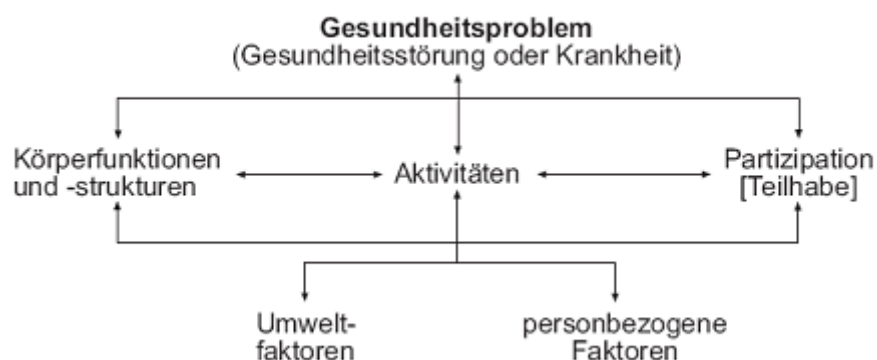 Gesundheitsproblem
(Gesundheitsstörung oder Krankheit)
Körperfunktionen
und -strukturen
Aktivitäten
Partizipation
[Teilhabe]
Umwelt-
faktoren
personbezogene
Faktoren